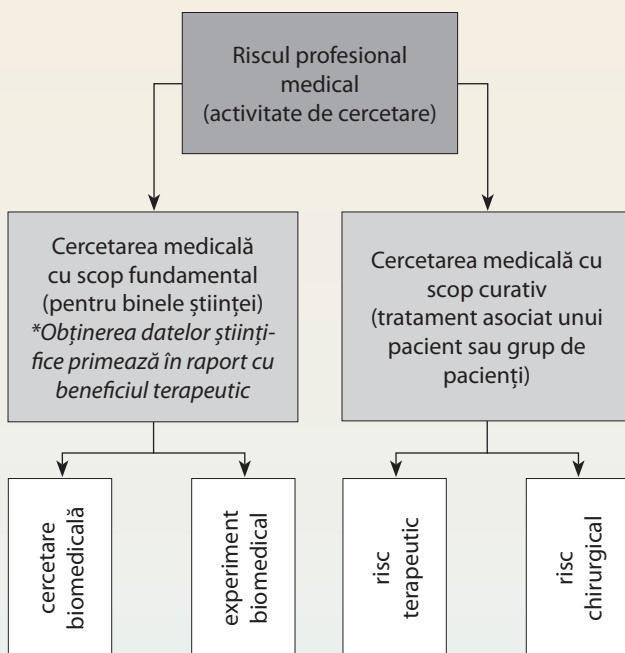 Riscul profesional
medical
(activitate de cercetare)
Cercetarea medicală
cu scop fundamental
(pentru binele științei)
*Obținerea datelor științi-
fice primează în raport cu
beneficiul terapeutic
Cercetarea medicală cu
scop curativ
(tratament asociat unui
pacient sau grup de
pacienți)
cercetare
biomedicală
experiment
biomedical
risc
terapeutic
risc
chirurgical